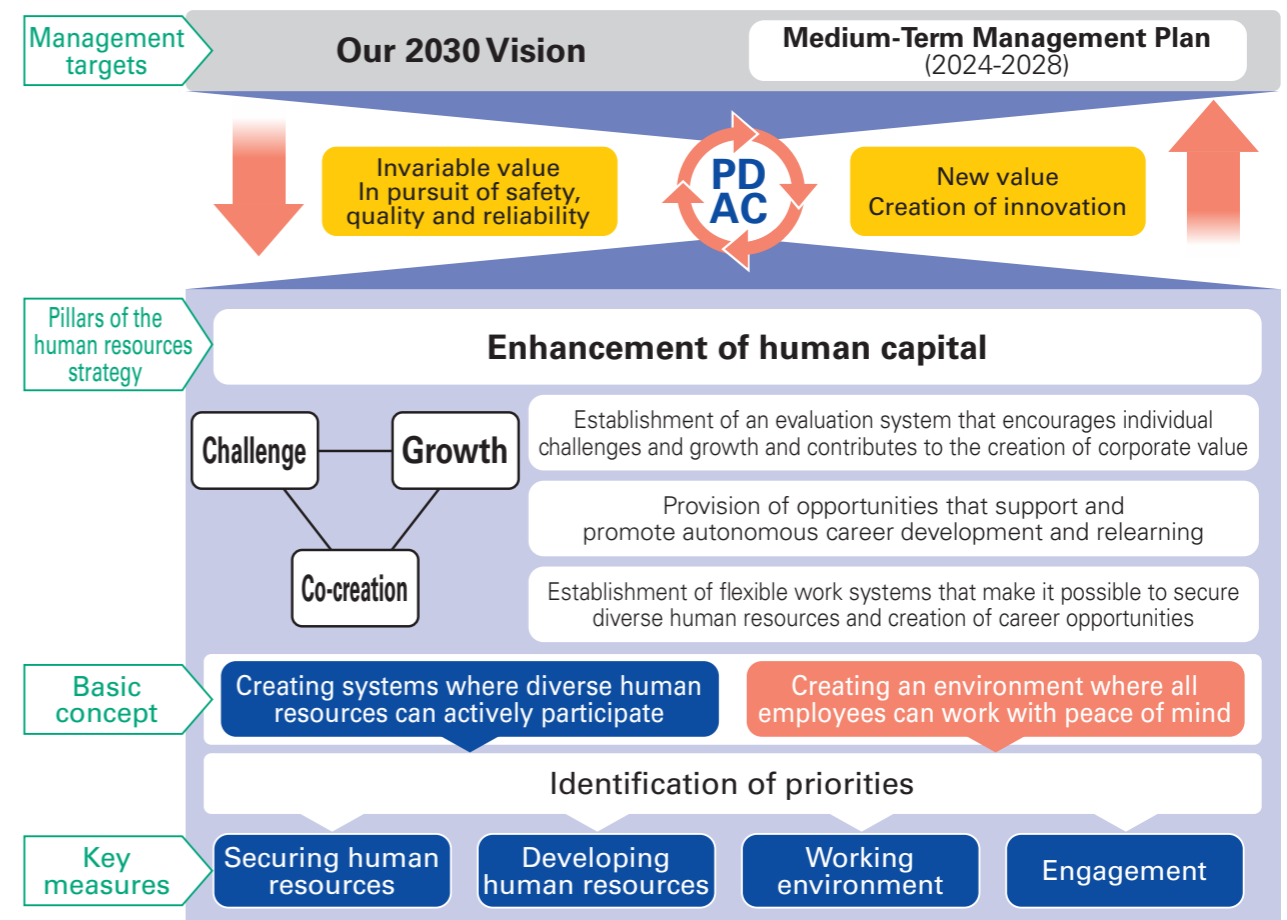 Management
targets
Our 2030 Vision
Medium-Term Management Plan
(2024-2028)
Invariable value
In pursuit of safety,
quality and reliability
PD
AC
New value
Creation of innovation
Pillars of the
human resources
strategy
Enhancement of human capital
Challenge
Growth
Co-creation
Establishment of an evaluation system that encourages individual
challenges and growth and contributes to the creation of corporate value
Provision of opportunities that support and
promote autonomous career development and relearning
Establishment of flexible work systems that make it possible to secure
diverse human resources and creation of career opportunities
Basic
concept
Creating systems where diverse human
resources can actively participate
Creating an environment where all
employees can work with peace of mind
Identification of priorities
Key
measures
Securing human
resources
Developing
human resources
Working
environment
Engagement